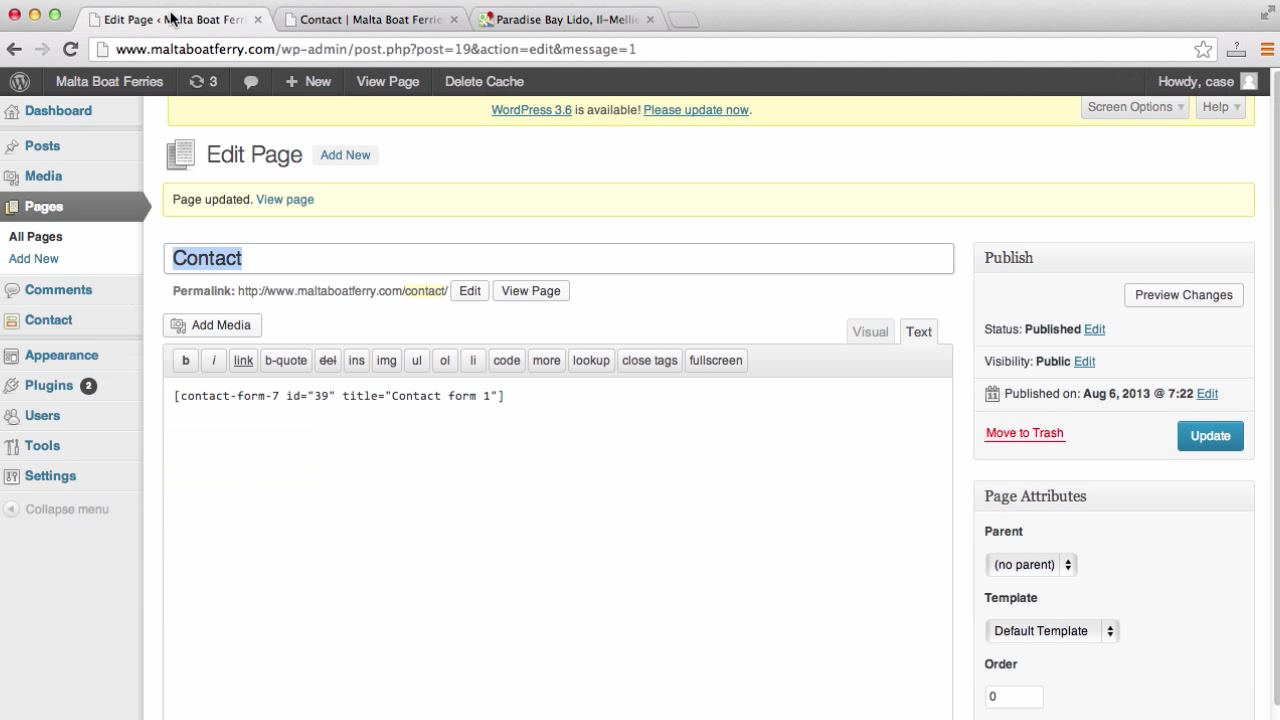 Edit Page ‹ Malta Boat Ferri
Contact | Malta Boat Ferrie
Paradise Bay Lido, Il-Mellie
www.maltaboatferry.com/wp-admin/post.php?post=19&action=edit&message=1
Malta Boat Ferries 3 + New View Page Delete Cache Howdy, case
Dashboard
Posts
Media
Pages
All Pages
Add New
Comments
Contact
Appearance
Plugins 2
Users
Tools
Settings
Collapse menu
WordPress 3.6 is available! Please update now.
Screen Options Help
Edit Page Add New
Page updated. View page
Contact
Permalink: http://www.maltaboatferry.com/contact/ Edit View Page
Add Media
Visual Text
b i link b-quote del ins img ul ol li code more lookup close tags fullscreen
[contact-form-7 id="39" title="Contact form 1"]
Publish
Preview Changes
Status: Published Edit
Visibility: Public Edit
Published on: Aug 6, 2013 @ 7:22 Edit
Move to Trash Update
Page Attributes
Parent
(no parent)
Template
Default Template
Order
0